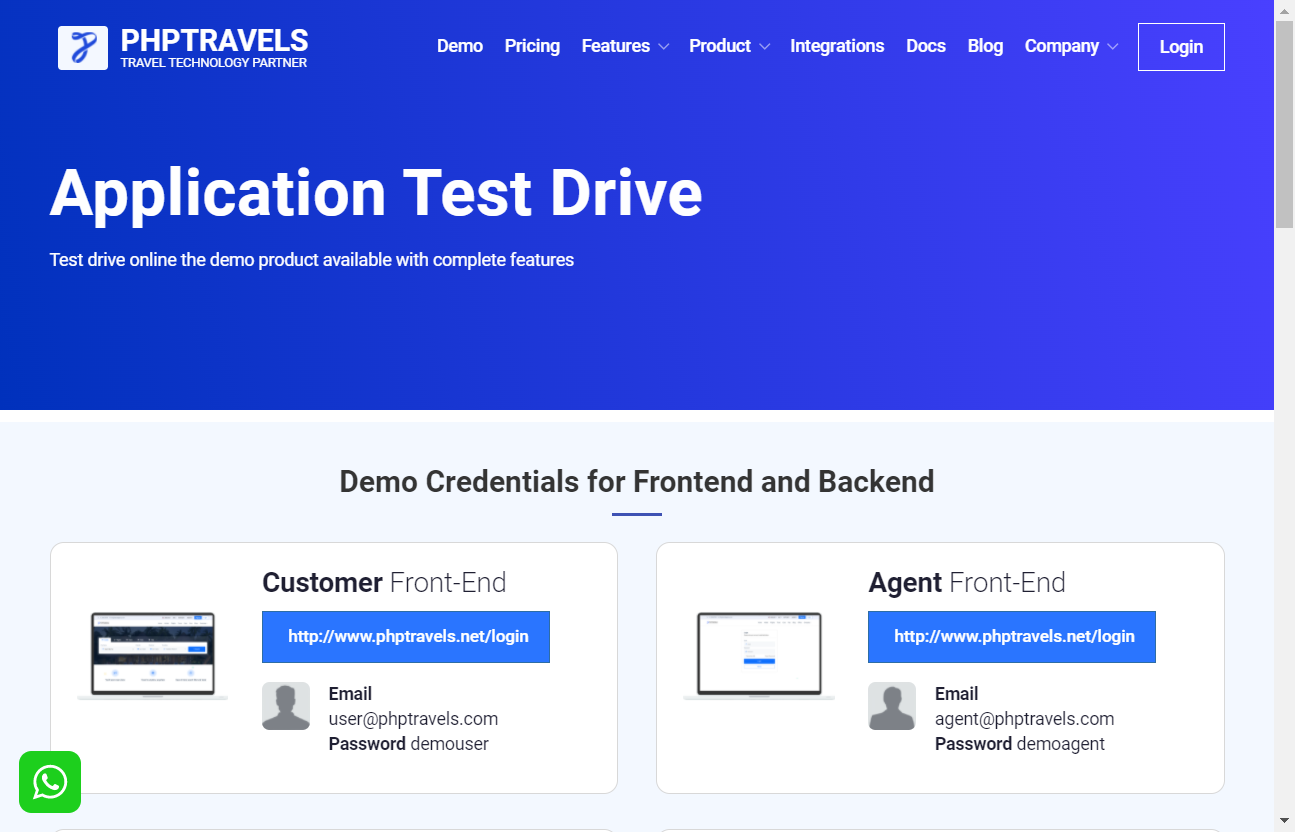 PHPTRAVELS
TRAVEL TECHNOLOGY PARTNER
Demo Pricing Features Product Integrations Docs Blog Company Login
Application Test Drive
Test drive online the demo product available with complete features
Demo Credentials for Frontend and Backend
Customer Front-End
http://www.phptravels.net/login
Email
user@phptravels.com
Password demouser
Agent Front-End
http://www.phptravels.net/login
Email
agent@phptravels.com
Password demoagent